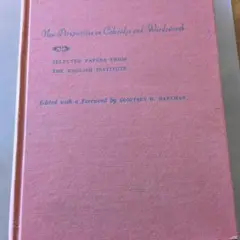 New Perspectives on Coleridge and Wordsworth
SELECTED PAPERS FROM
THE ENGLISH INSTITUTE
Edited with a Foreword by GEOFFREY H. HARTMAN